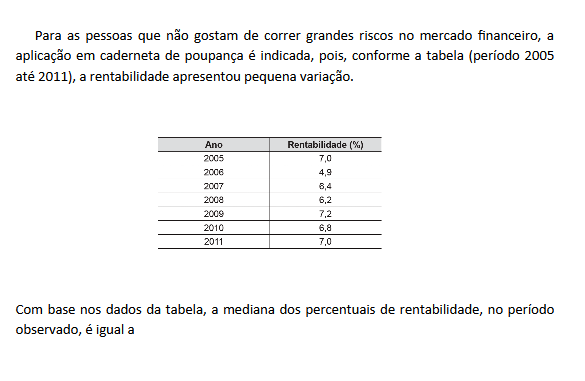 Para as pessoas que não gostam de correr grandes riscos no mercado financeiro, a
aplicação em caderneta de poupança é indicada, pois, conforme a tabela (período 2005
até 2011), a rentabilidade apresentou pequena variação.
Ano Rentabilidade (%)
2005 7,0
2006 4,9
2007 6,4
2008 6,2
2009 7,2
2010 6,8
2011 7,0
Com base nos dados da tabela, a mediana dos percentuais de rentabilidade, no período
observado, é igual a